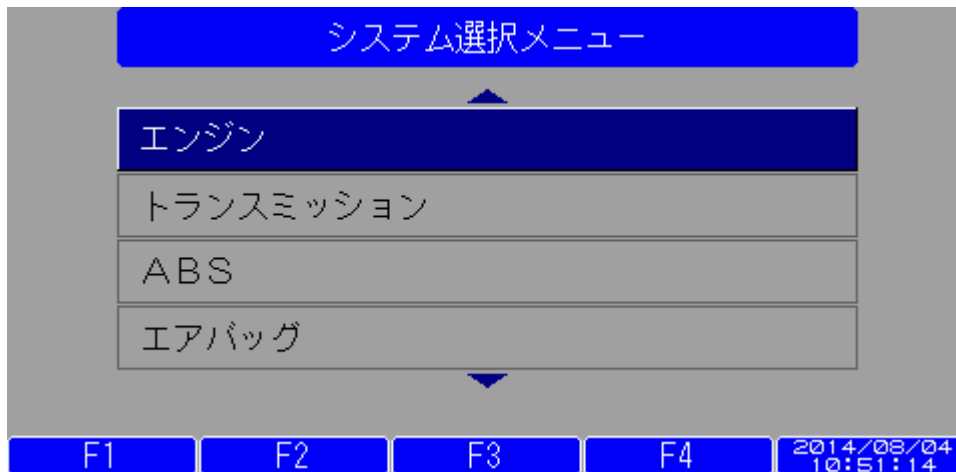 システム選択メニュー
エンジン
トランスミッション
ABS
エアバッグ
F1 F2 F3 F4 2014/08/04
10:51:14